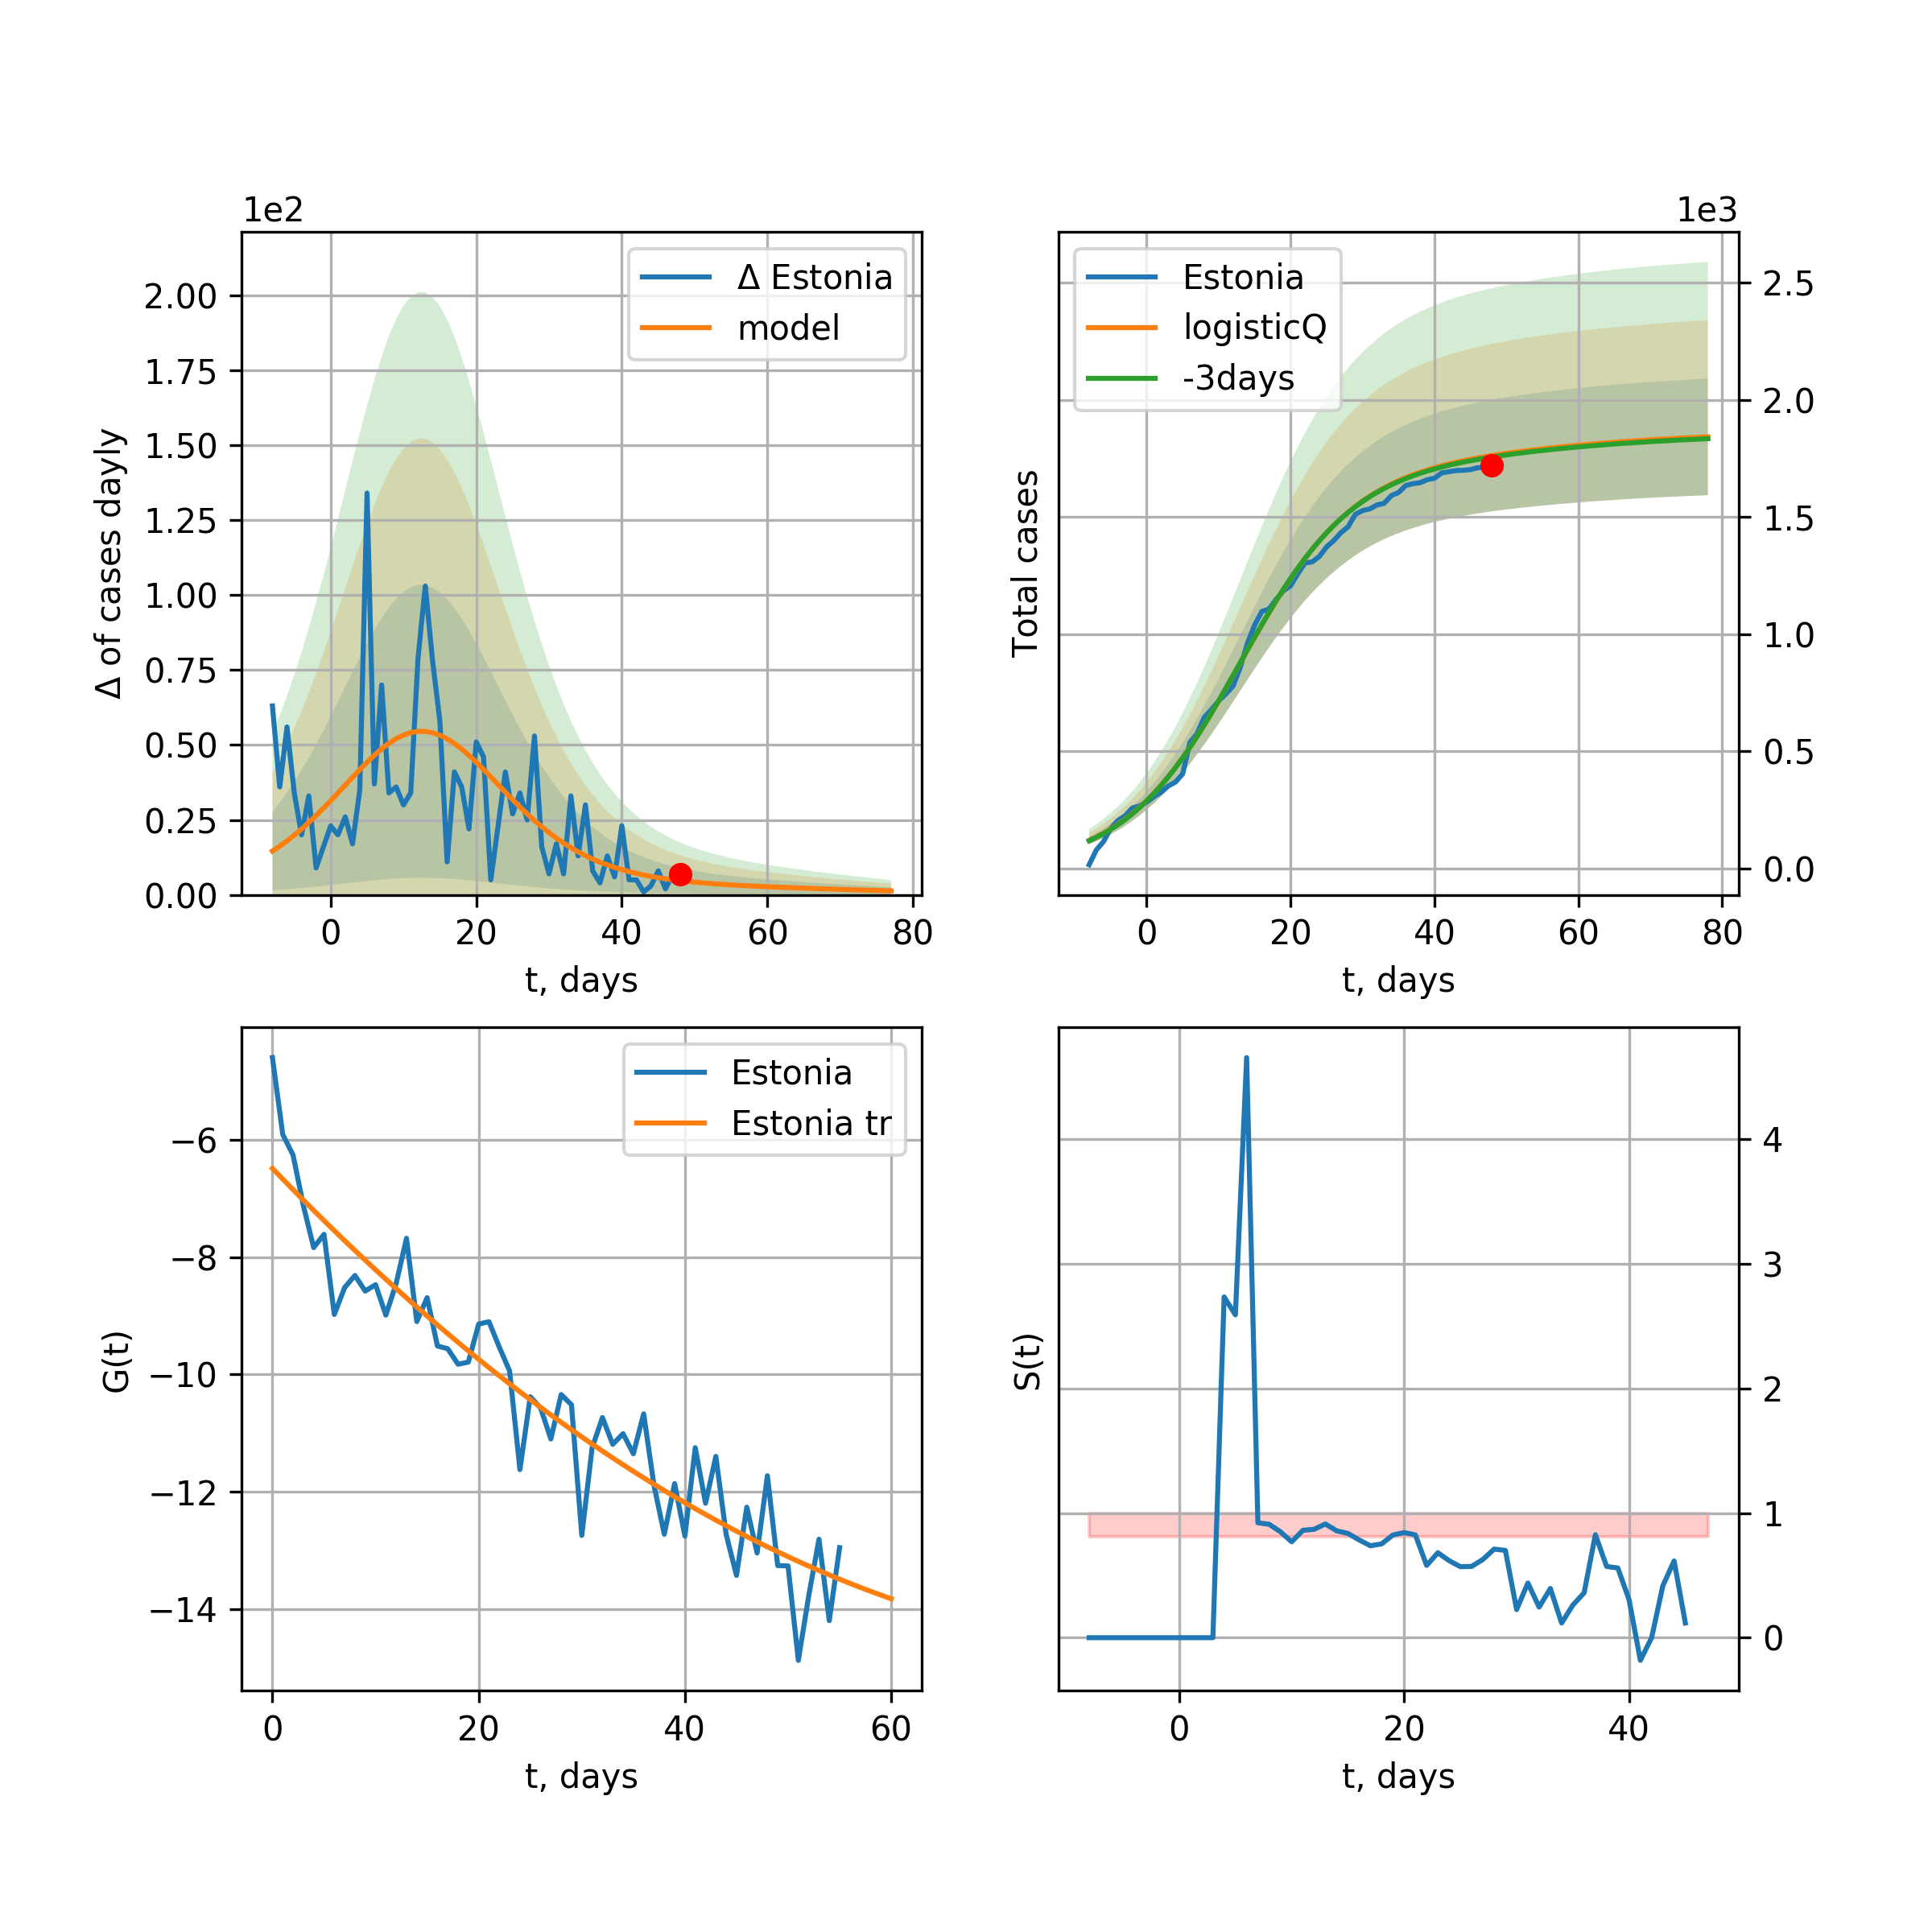 1e2
Δ of cases dayly
2.00
1.75
1.50
1.25
1.00
0.75
0.50
0.25
0.00
0 20 40 60 80
t, days
Δ Estonia
model
1e3
Total cases
2.5
2.0
1.5
1.0
0.5
0.0
0 20 40 60 80
t, days
Estonia
logisticQ
-3days
G(t)
−6
−8
−10
−12
−14
0 20 40 60
t, days
Estonia
Estonia tr
S(t)
4
3
2
1
0
0 20 40
t, days